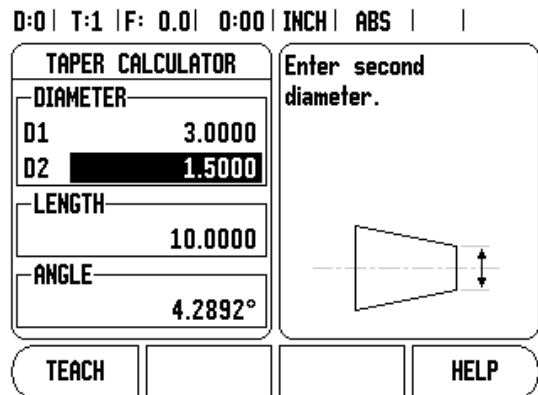 D:0| T:1 |F: 0.0| 0:00|INCH| ABS | |
TAPER CALCULATOR
DIAMETER
D1 3.0000
D2 1.5000
LENGTH
10.0000
ANGLE
4.2892°
Enter second
diameter.
TEACH
HELP